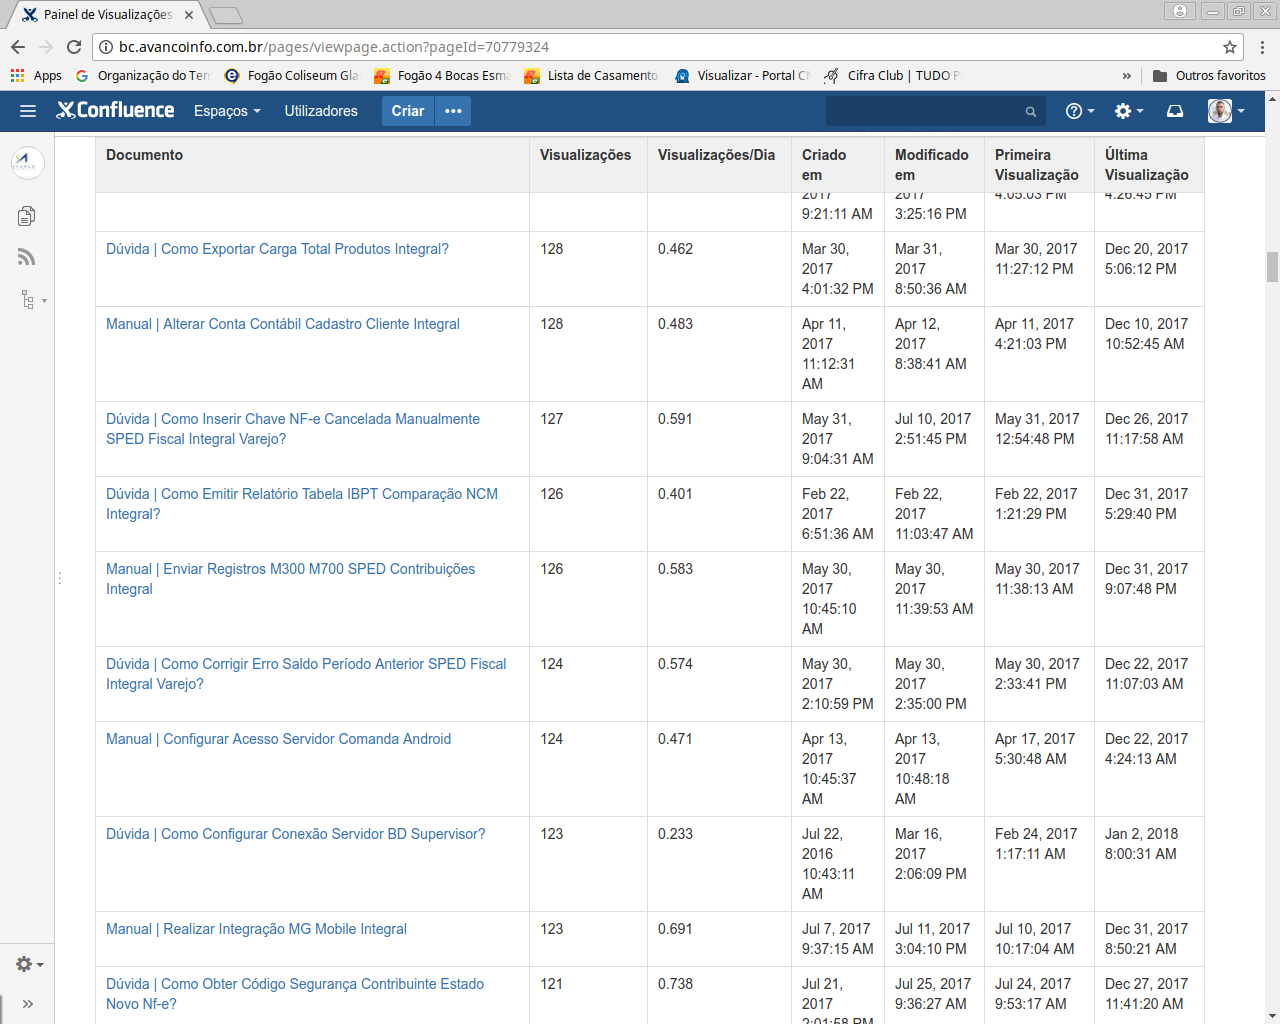 Painel de Visualizações
bc.avancoinfo.com.br/pages/viewpage.action?pageId=70779324
Apps Organização do Ter Fogão Coliseum Gla Fogão 4 Bocas Esma Lista de Casamento Visualizar - Portal C Cifra Club | TUDO P » Outros favoritos
Confluence Espaços Utilizadores Criar •••
Documento Visualizações Visualizações/Dia Criado em Modificado em Primeira Visualização Última Visualização
2017 9:21:11 AM 2017 3:25:16 PM 4:05:03 PM 4:26:45 PM
Dúvida | Como Exportar Carga Total Produtos Integral? 128 0.462 Mar 30, 2017 4:01:32 PM Mar 31, 2017 8:50:36 AM Mar 30, 2017 11:27:12 PM Dec 20, 2017 5:06:12 PM
Manual | Alterar Conta Contábil Cadastro Cliente Integral 128 0.483 Apr 11, 2017 11:12:31 AM Apr 12, 2017 8:38:41 AM Apr 11, 2017 4:21:03 PM Dec 10, 2017 10:52:45 AM
Dúvida | Como Inserir Chave NF-e Cancelada Manualmente SPED Fiscal Integral Varejo? 127 0.591 May 31, 2017 9:04:31 AM Jul 10, 2017 2:51:45 PM May 31, 2017 12:54:48 PM Dec 26, 2017 11:17:58 AM
Dúvida | Como Emitir Relatório Tabela IBPT Comparação NCM Integral? 126 0.401 Feb 22, 2017 6:51:36 AM Feb 22, 2017 11:03:47 AM Feb 22, 2017 1:21:29 PM Dec 31, 2017 5:29:40 PM
Manual | Enviar Registros M300 M700 SPED Contribuições Integral 126 0.583 May 30, 2017 10:45:10 AM May 30, 2017 11:39:53 AM May 30, 2017 11:38:13 AM Dec 31, 2017 9:07:48 PM
Dúvida | Como Corrigir Erro Saldo Período Anterior SPED Fiscal Integral Varejo? 124 0.574 May 30, 2017 2:10:59 PM May 30, 2017 2:35:00 PM May 30, 2017 2:33:41 PM Dec 22, 2017 11:07:03 AM
Manual | Configurar Acesso Servidor Comanda Android 124 0.471 Apr 13, 2017 10:45:37 AM Apr 13, 2017 10:48:18 AM Apr 17, 2017 5:30:48 AM Dec 22, 2017 4:24:13 AM
Dúvida | Como Configurar Conexão Servidor BD Supervisor? 123 0.233 Jul 22, 2016 10:43:11 AM Mar 16, 2017 2:06:09 PM Feb 24, 2017 1:17:11 AM Jan 2, 2018 8:00:31 AM
Manual | Realizar Integração MG Mobile Integral 123 0.691 Jul 7, 2017 9:37:15 AM Jul 11, 2017 3:04:10 PM Jul 10, 2017 10:17:04 AM Dec 31, 2017 8:50:21 AM
Dúvida | Como Obter Código Segurança Contribuinte Estado Novo Nf-e? 121 0.738 Jul 21, 2017 2:01:58 PM Jul 25, 2017 9:36:27 AM Jul 24, 2017 9:53:17 AM Dec 27, 2017 11:41:20 AM